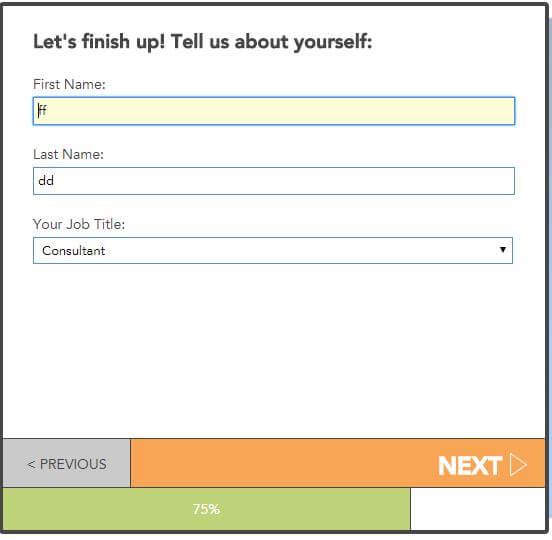 Let's finish up! Tell us about yourself:
First Name:
ff
Last Name:
dd
Your Job Title:
Consultant
< PREVIOUS
NEXT
75%